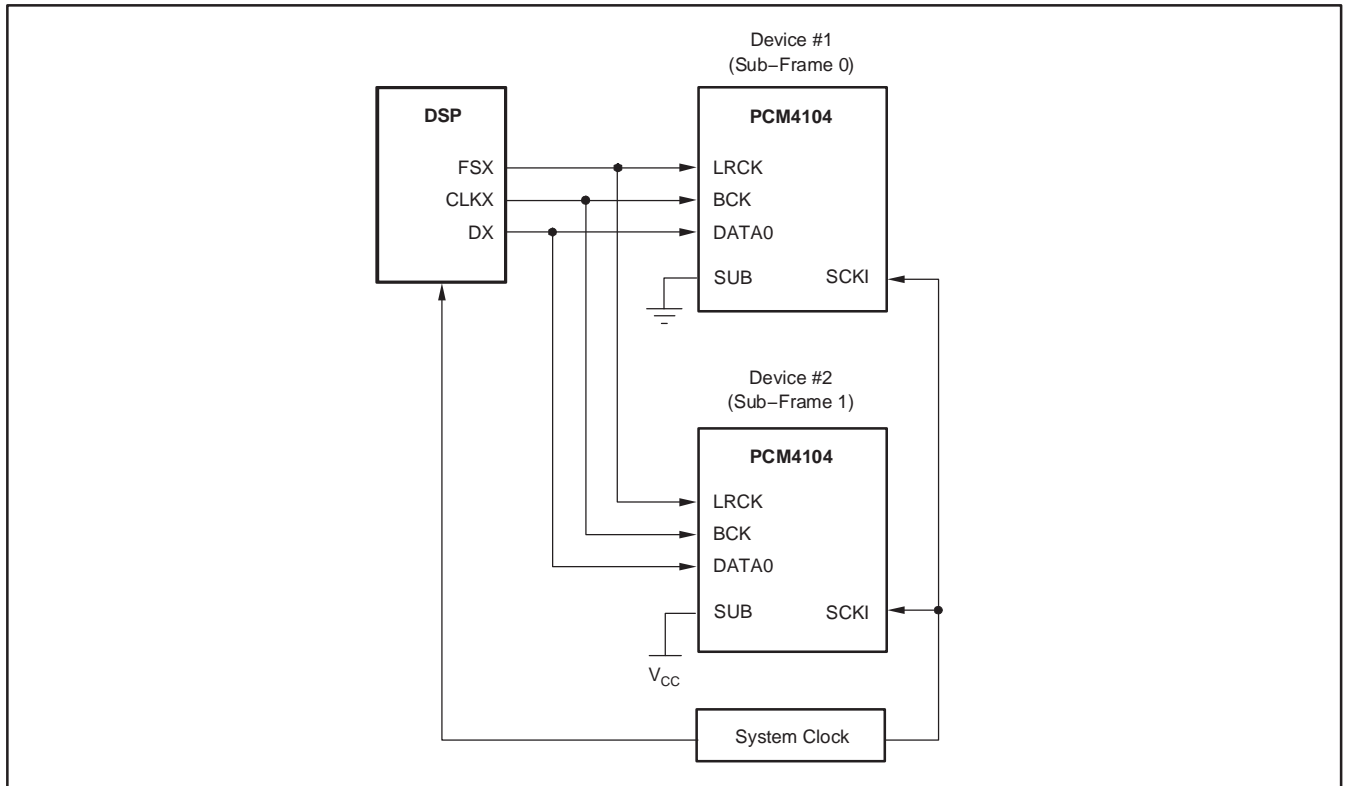 Device #1
(Sub−Frame 0)
DSP
FSX
CLKX
DX
PCM4104
LRCK
BCK
DATA0
SUB
SCKI
Device #2
(Sub−Frame 1)
PCM4104
LRCK
BCK
DATA0
SUB
SCKI
VCC
System Clock